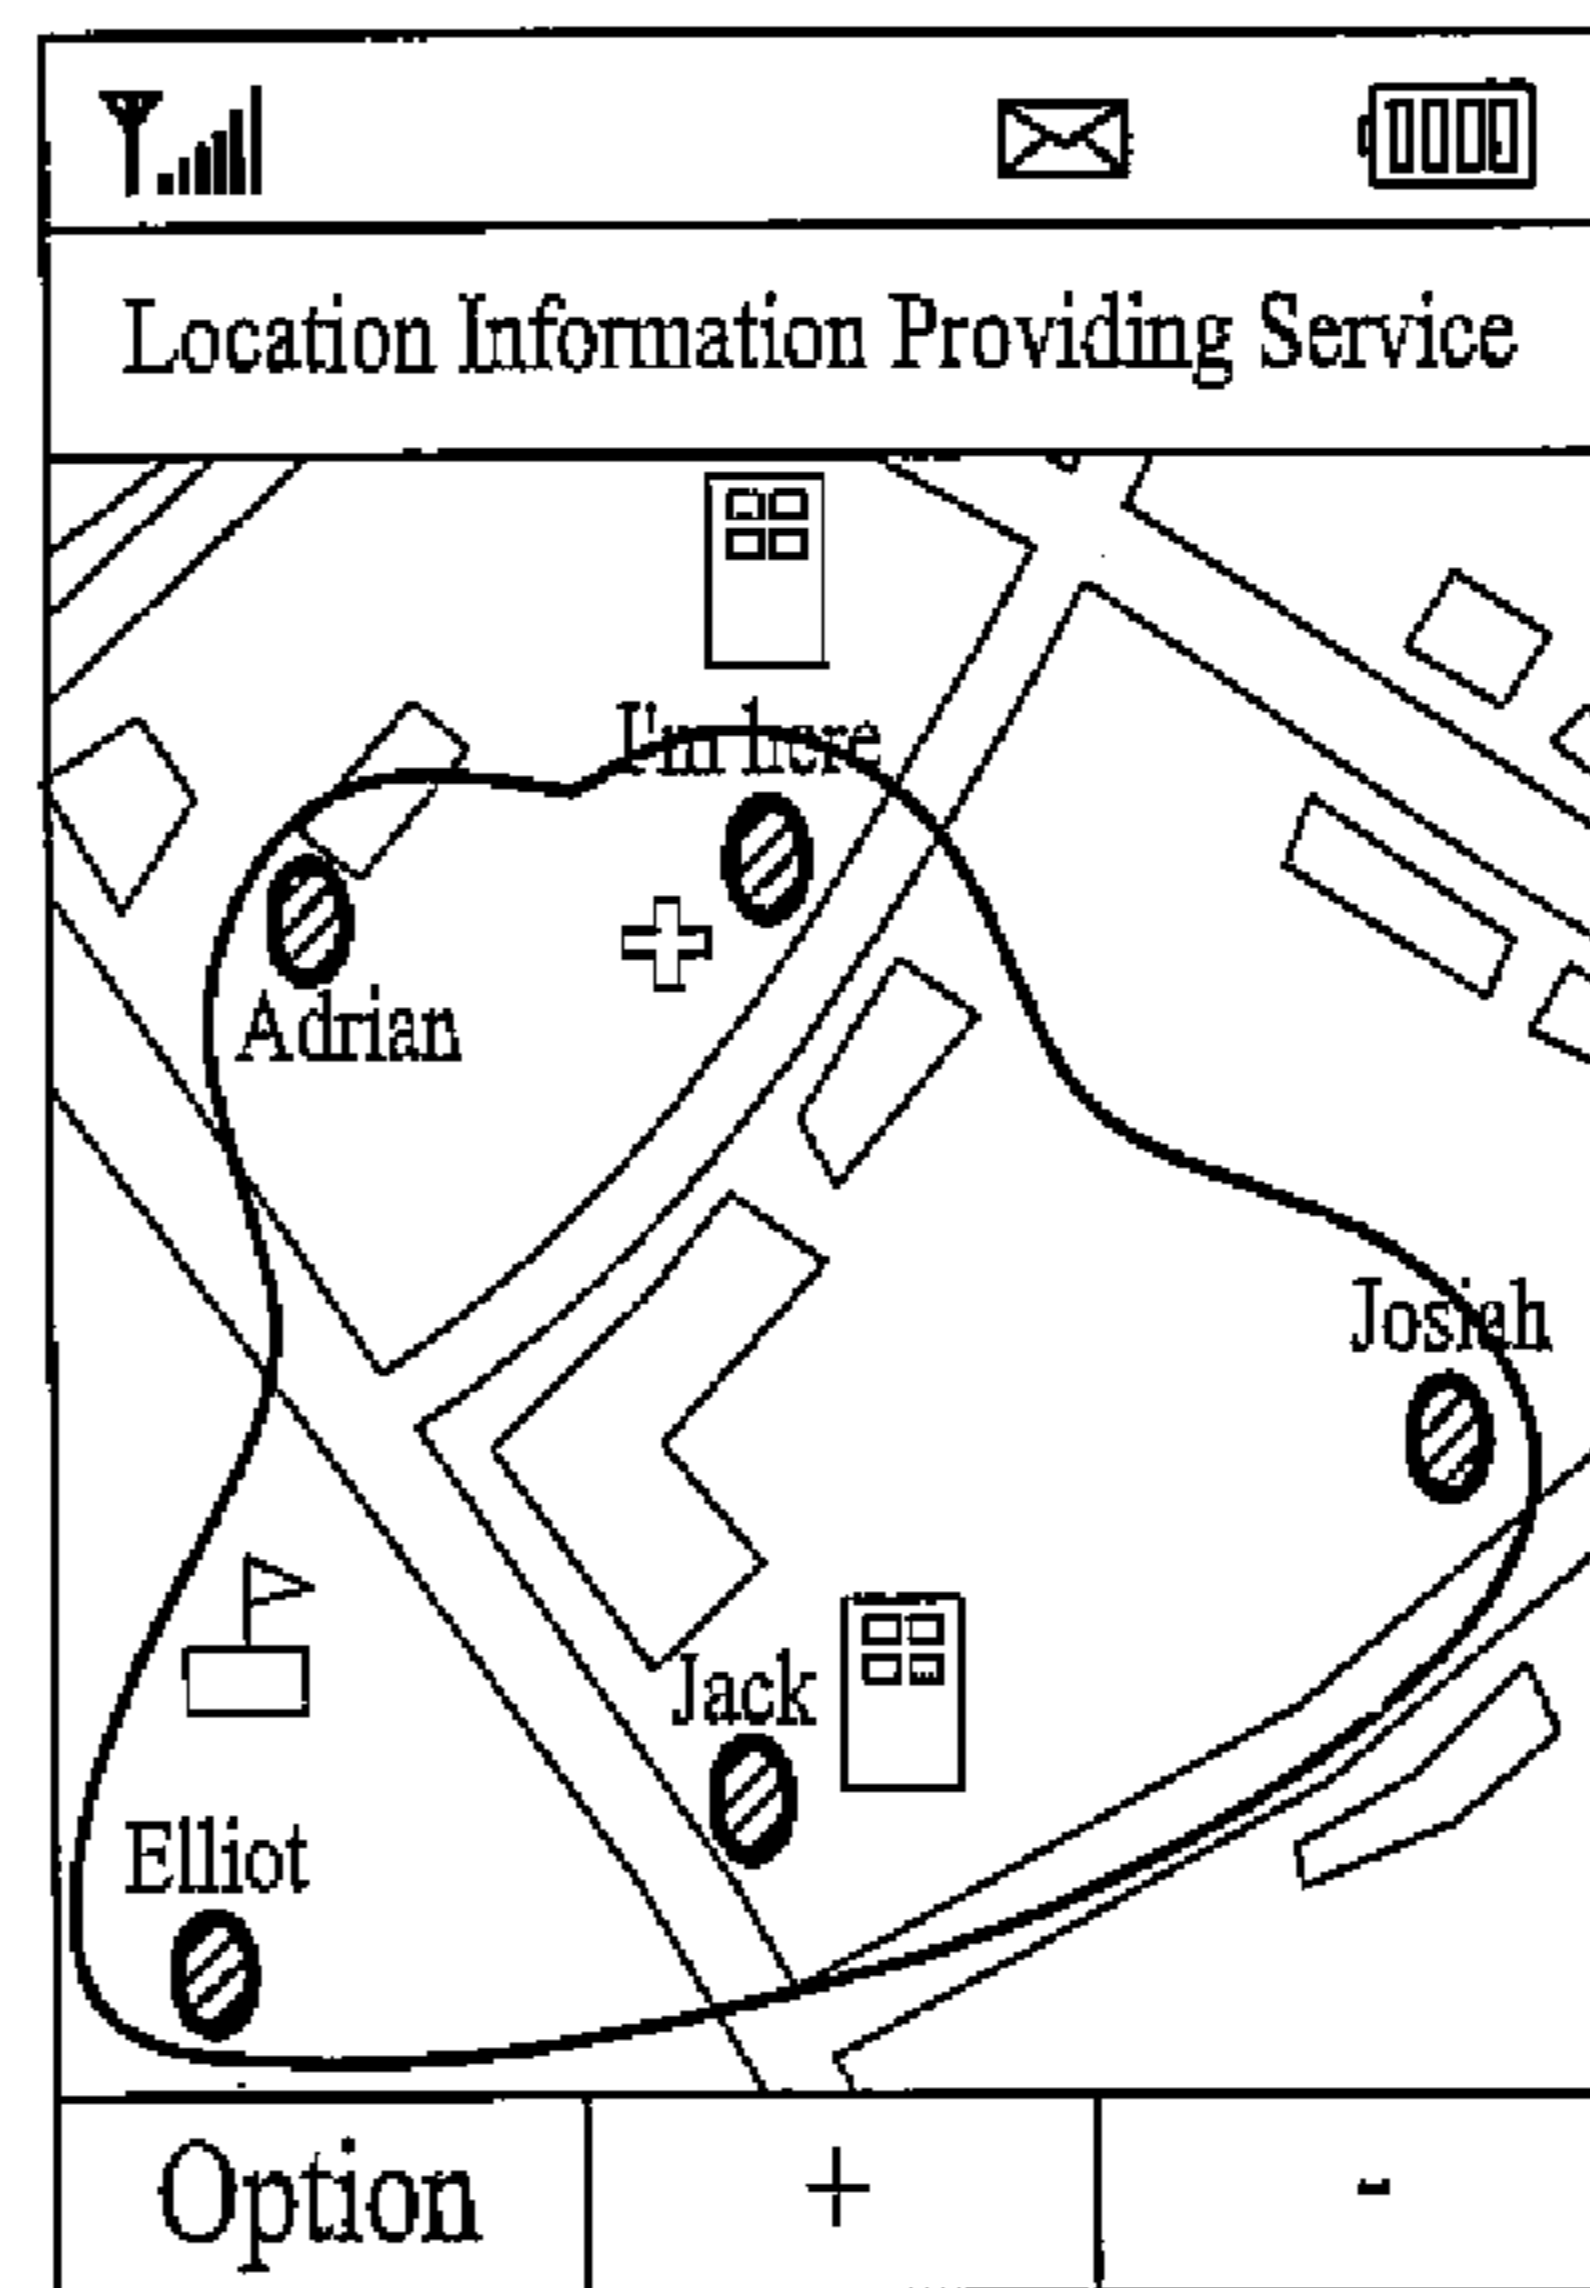 Location Information Providing Service
I'm here
Adrian
Josiah
Jack
Elliot
Option
+
-